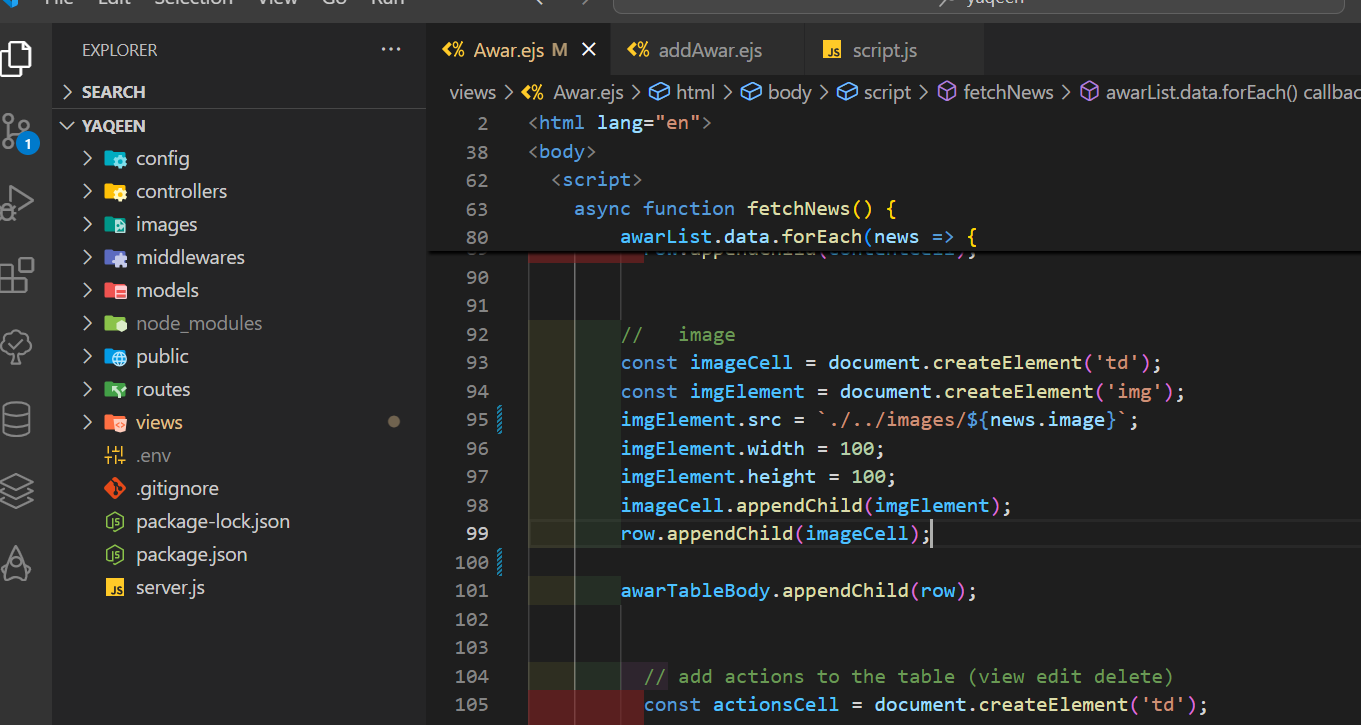 File Edit Selection View Go Run
yaqeen
EXPLORER
SEARCH
YAQEEN
config
controllers
images
middlewares
models
node_modules
public
routes
views
.env
.gitignore
package-lock.json
package.json
server.js
1
Awar.ejs M
addAwar.ejs
JS script.js
views > Awar.ejs > html > body > script > fetchNews > awarList.data.forEach() callbac
2 <html lang="en">
38 <body>
62 <script>
63 async function fetchNews() {
80 awarList.data.forEach(news => {
89 row.appendChild(contentCell);
90
91
92 // image
93 const imageCell = document.createElement('td');
94 const imgElement = document.createElement('img');
95 imgElement.src = `./../images/${news.image}`;
96 imgElement.width = 100;
97 imgElement.height = 100;
98 imageCell.appendChild(imgElement);
99 row.appendChild(imageCell);
100
101 awarTableBody.appendChild(row);
102
103
104 // add actions to the table (view edit delete)
105 const actionsCell = document.createElement('td');